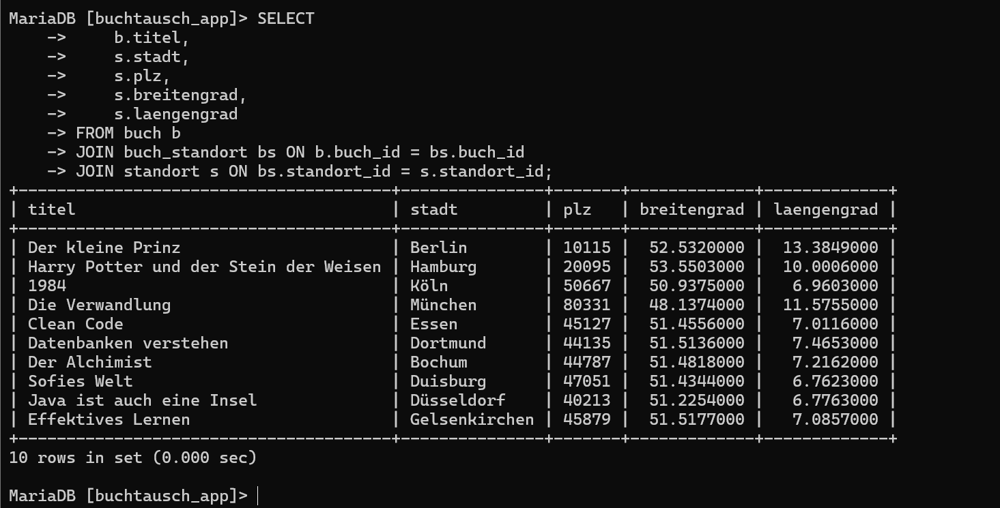 MariaDB [buchtausch_app]> SELECT
    ->     b.titel,
    ->     s.stadt,
    ->     s.plz,
    ->     s.breitengrad,
    ->     s.laengengrad
    -> FROM buch b
    -> JOIN buch_standort bs ON b.buch_id = bs.buch_id
    -> JOIN standort s ON bs.standort_id = s.standort_id;
+---------------------------------------+---------------+-------+-------------+-------------+
| titel                                 | stadt         | plz   | breitengrad | laengengrad |
+---------------------------------------+---------------+-------+-------------+-------------+
| Der kleine Prinz                      | Berlin        | 10115 |  52.5320000 |  13.3849000 |
| Harry Potter und der Stein der Weisen | Hamburg       | 20095 |  53.5503000 |  10.0006000 |
| 1984                                  | Köln          | 50667 |  50.9375000 |   6.9603000 |
| Die Verwandlung                       | München       | 80331 |  48.1374000 |  11.5755000 |
| Clean Code                            | Essen         | 45127 |  51.4556000 |   7.0116000 |
| Datenbanken verstehen                 | Dortmund      | 44135 |  51.5136000 |   7.4653000 |
| Der Alchimist                         | Bochum        | 44787 |  51.4818000 |   7.2162000 |
| Sofies Welt                           | Duisburg      | 47051 |  51.4344000 |   6.7623000 |
| Java ist auch eine Insel              | Düsseldorf    | 40213 |  51.2254000 |   6.7763000 |
| Effektives Lernen                     | Gelsenkirchen | 45879 |  51.5177000 |   7.0857000 |
+---------------------------------------+---------------+-------+-------------+-------------+
10 rows in set (0.000 sec)
MariaDB [buchtausch_app]>